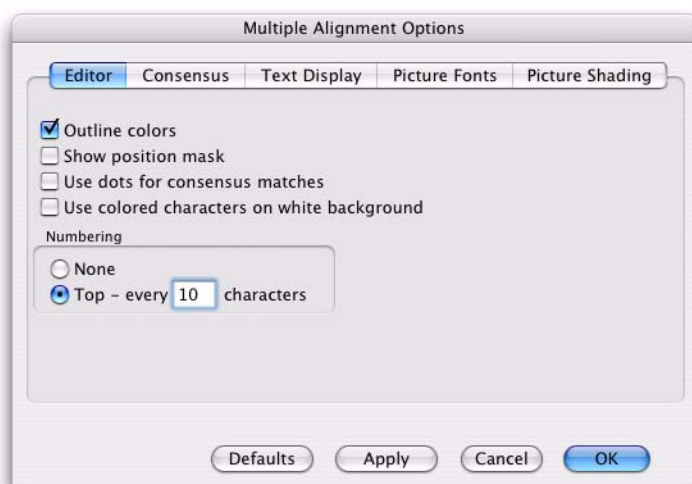 Multiple Alignment Options
Editor Consensus Text Display Picture Fonts Picture Shading
Outline colors
Show position mask
Use dots for consensus matches
Use colored characters on white background
Numbering
None
Top – every 10 characters
Defaults Apply Cancel OK